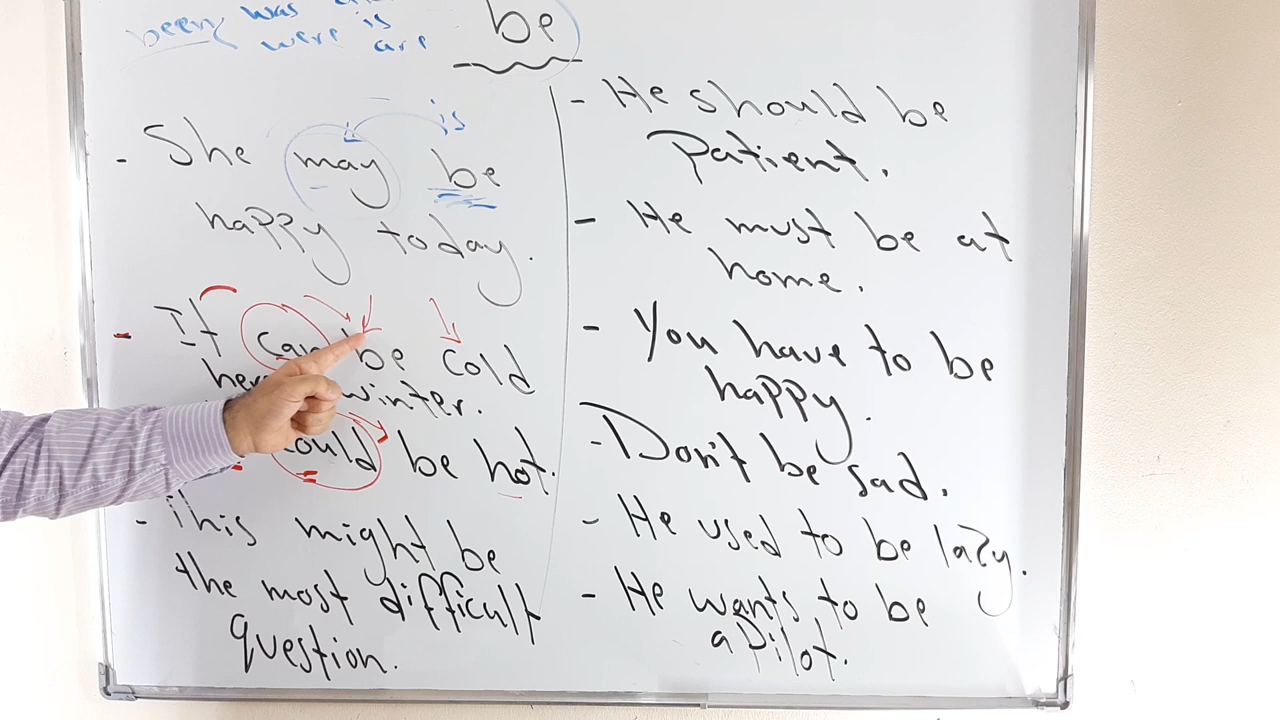 been was
were is are
be
is
- She may be
happy today.
- It can be cold
winter.
could be hot.
- This might be
the most difficult
question.
- He should be
Patient.
- He must be at
home.
- You have to be
happy.
- Don't be sad.
- He used to be lazy.
- He wants to be
a Pilot.